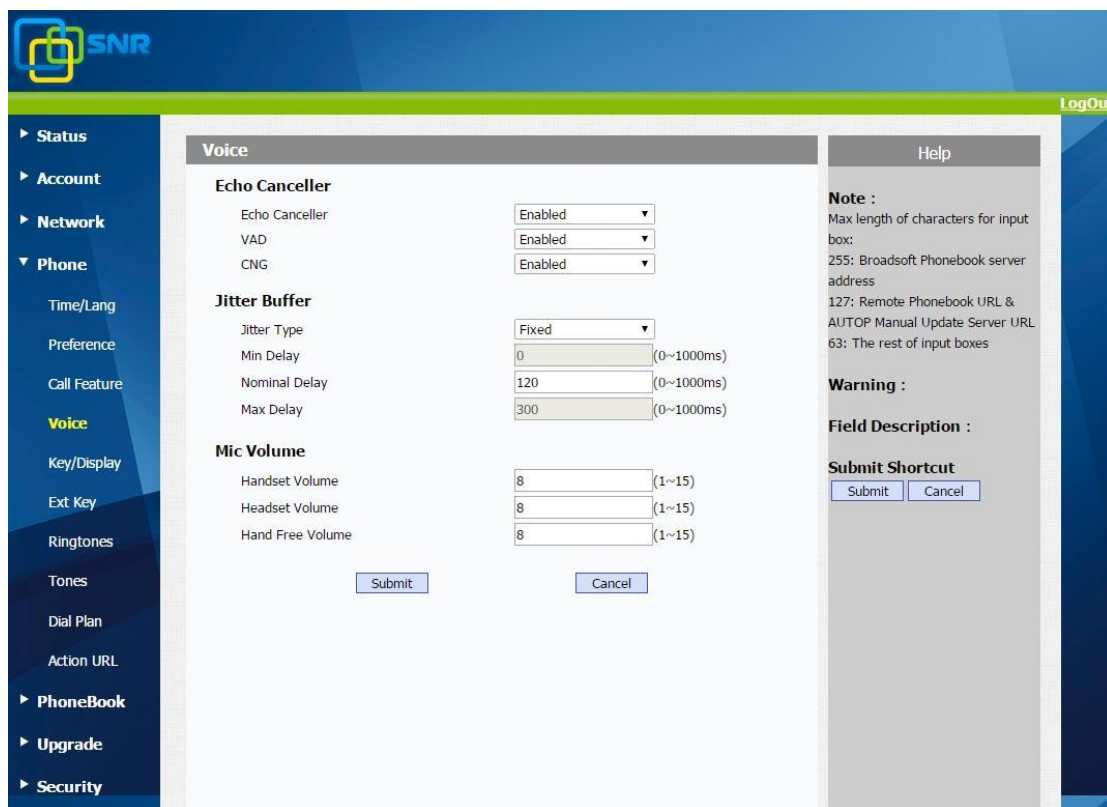 SNR
LogOu
Status
Account
Network
Phone
Time/Lang
Preference
Call Feature
Voice
Key/Display
Ext Key
Ringtones
Tones
Dial Plan
Action URL
PhoneBook
Upgrade
Security
Voice
Echo Canceller
Echo Canceller Enabled
VAD Enabled
CNG Enabled
Jitter Buffer
Jitter Type Fixed
Min Delay 0 (0~1000ms)
Nominal Delay 120 (0~1000ms)
Max Delay 300 (0~1000ms)
Mic Volume
Handset Volume 8 (1~15)
Headset Volume 8 (1~15)
Hand Free Volume 8 (1~15)
Submit Cancel
Help
Note :
Max length of characters for input
box:
255: Broadsoft Phonebook server
address
127: Remote Phonebook URL &
AUTOP Manual Update Server URL
63: The rest of input boxes
Warning :
Field Description :
Submit Shortcut
Submit Cancel